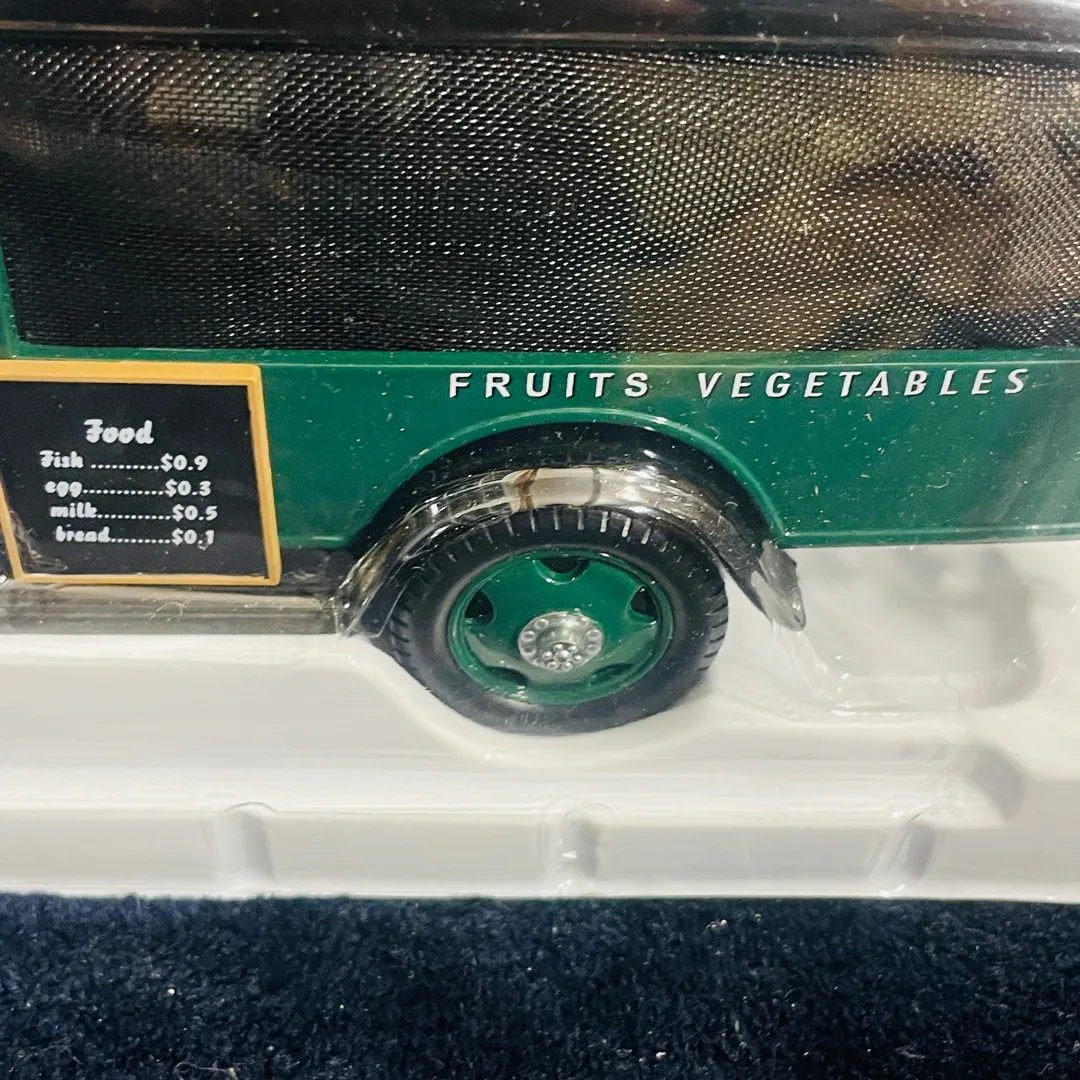 FRUITS VEGETABLES
Food
Fish ..........$0.9
egg............$0.3
milk...........$0.5
bread.........$0.1